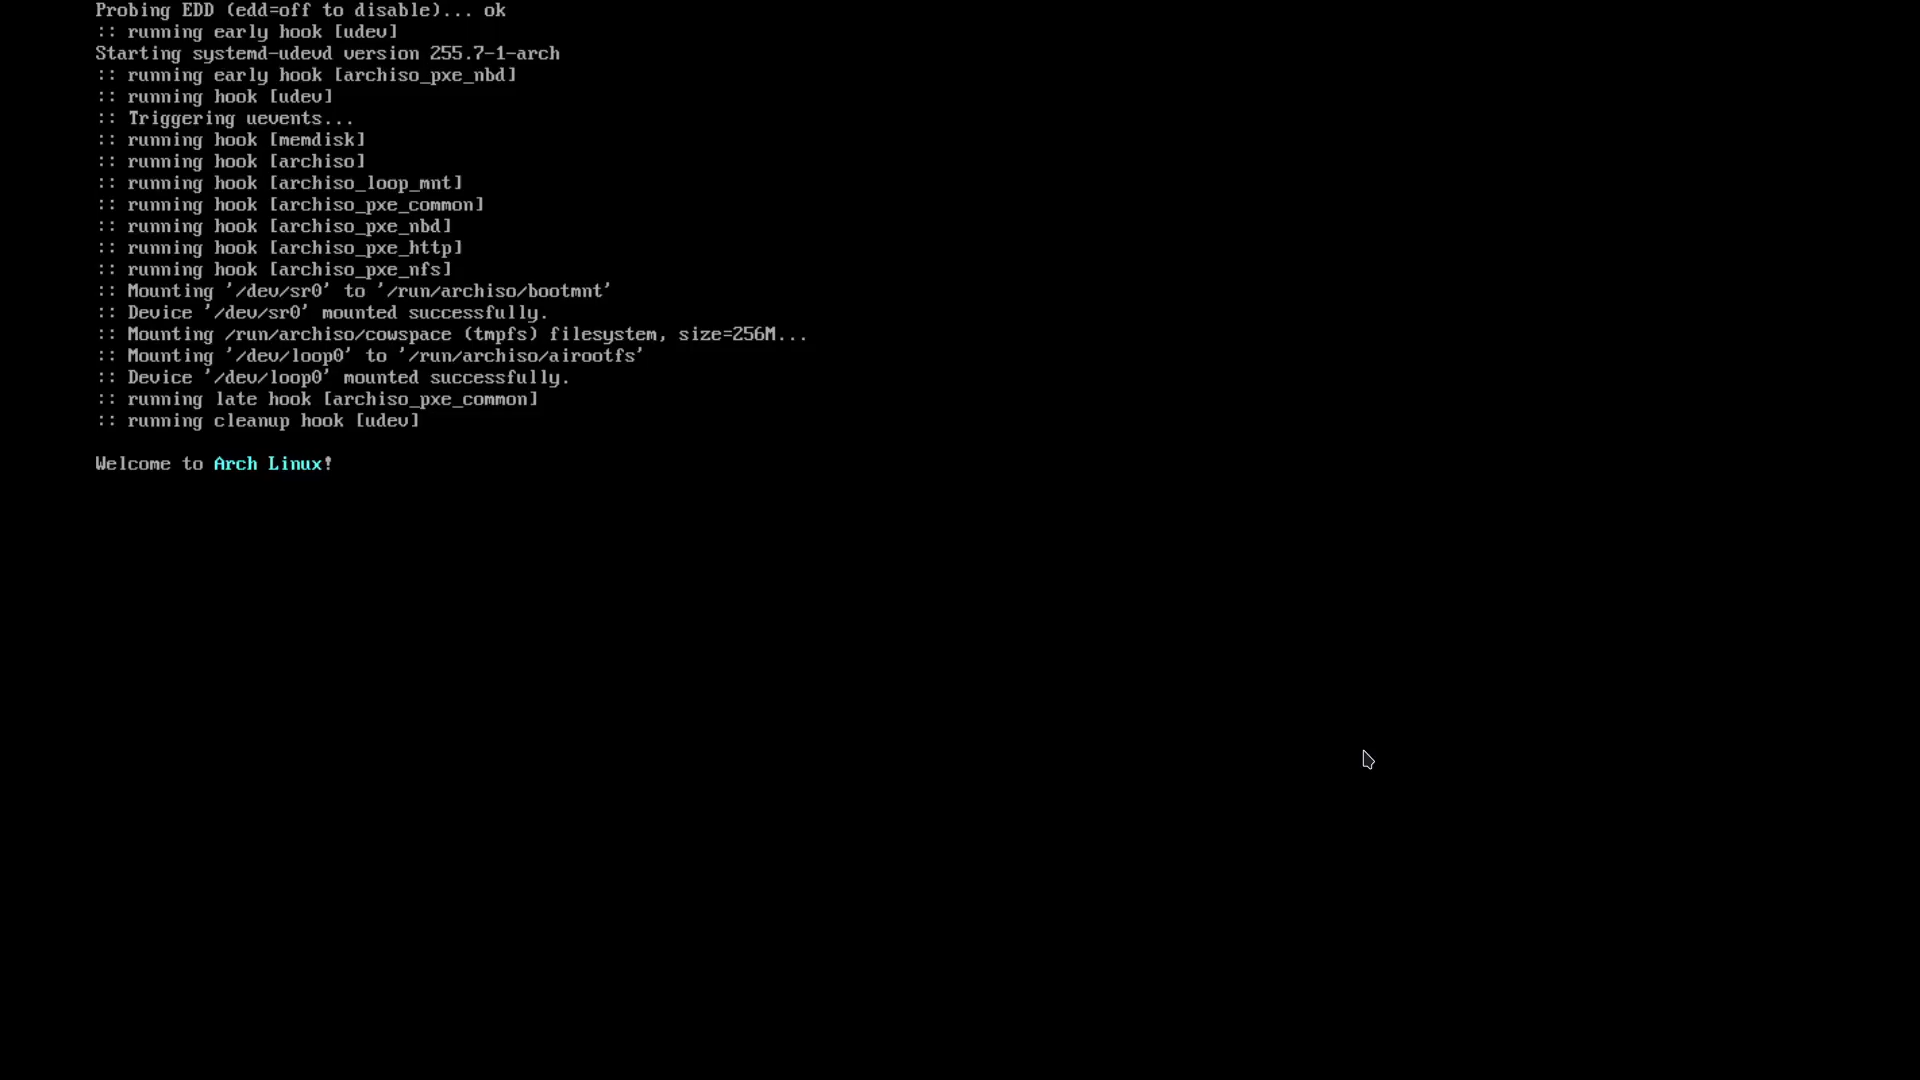 Probing EDD (edd=off to disable)... ok
:: running early hook [udev]
Starting systemd-udevd version 255.7-1-arch
:: running early hook [archiso_pxe_nbd]
:: running hook [udev]
:: Triggering uevents...
:: running hook [memdisk]
:: running hook [archiso]
:: running hook [archiso_loop_mnt]
:: running hook [archiso_pxe_common]
:: running hook [archiso_pxe_nbd]
:: running hook [archiso_pxe_http]
:: running hook [archiso_pxe_nfs]
:: Mounting '/dev/sr0' to '/run/archiso/bootmnt'
:: Device '/dev/sr0' mounted successfully.
:: Mounting /run/archiso/cowspace (tmpfs) filesystem, size=256M...
:: Mounting '/dev/loop0' to '/run/archiso/airootfs'
:: Device '/dev/loop0' mounted successfully.
:: running late hook [archiso_pxe_common]
:: running cleanup hook [udev]
Welcome to Arch Linux!